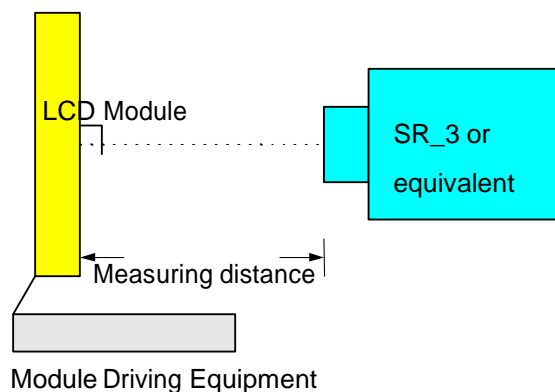 LCD Module
SR_3 or
equivalent
Measuring distance
Module Driving Equipment